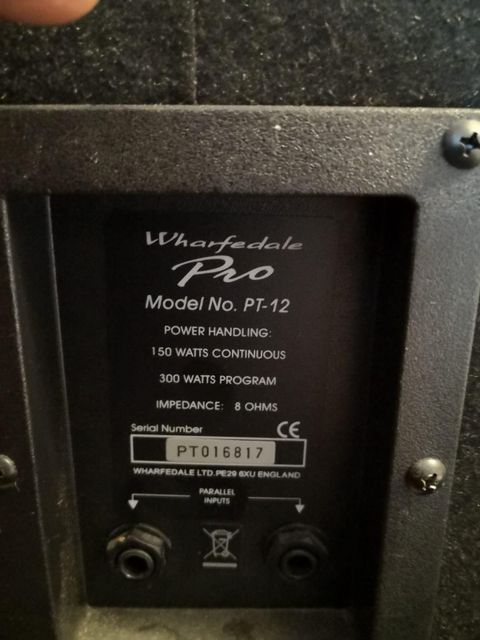 Wharfedale
Pro
Model No. PT-12
POWER HANDLING:
150 WATTS CONTINUOUS
300 WATTS PROGRAM
IMPEDANCE: 8 OHMS
Serial Number CE
PT016817
WHARFEDALE LTD.PE29 6XU ENGLAND
PARALLEL
INPUTS